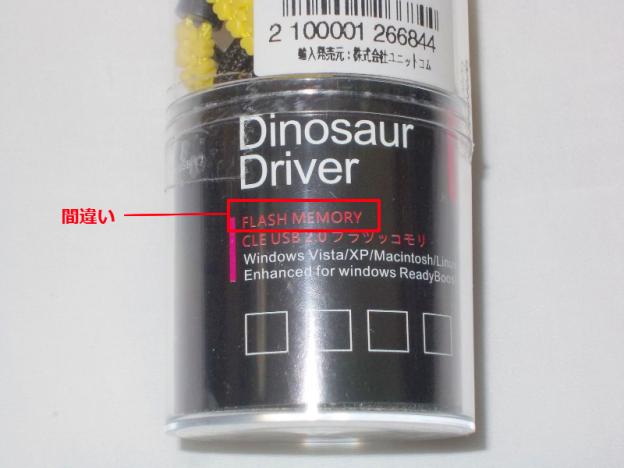 2 100001 266844
輸入発売元:株式会社ユニットコム
Dinosaur
Driver
間違い
FLASH MEMORY
CLE USB 2.0 フラヅッコモリ
Windows Vista/XP/Macintosh/Linu
Enhanced for windows ReadyBoo